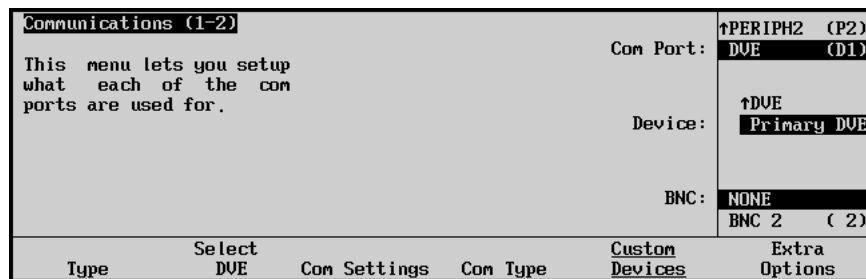 Communications (1-2)
This menu lets you setup
what each of the com
ports are used for.
Com Port:
↑PERIPH2 (P2)
DVE (D1)
Device:
↑DVE
Primary DVE
BNC:
NONE
BNC 2 ( 2)
Type
Select DVE
Com Settings
Com Type
Custom Devices
Extra Options